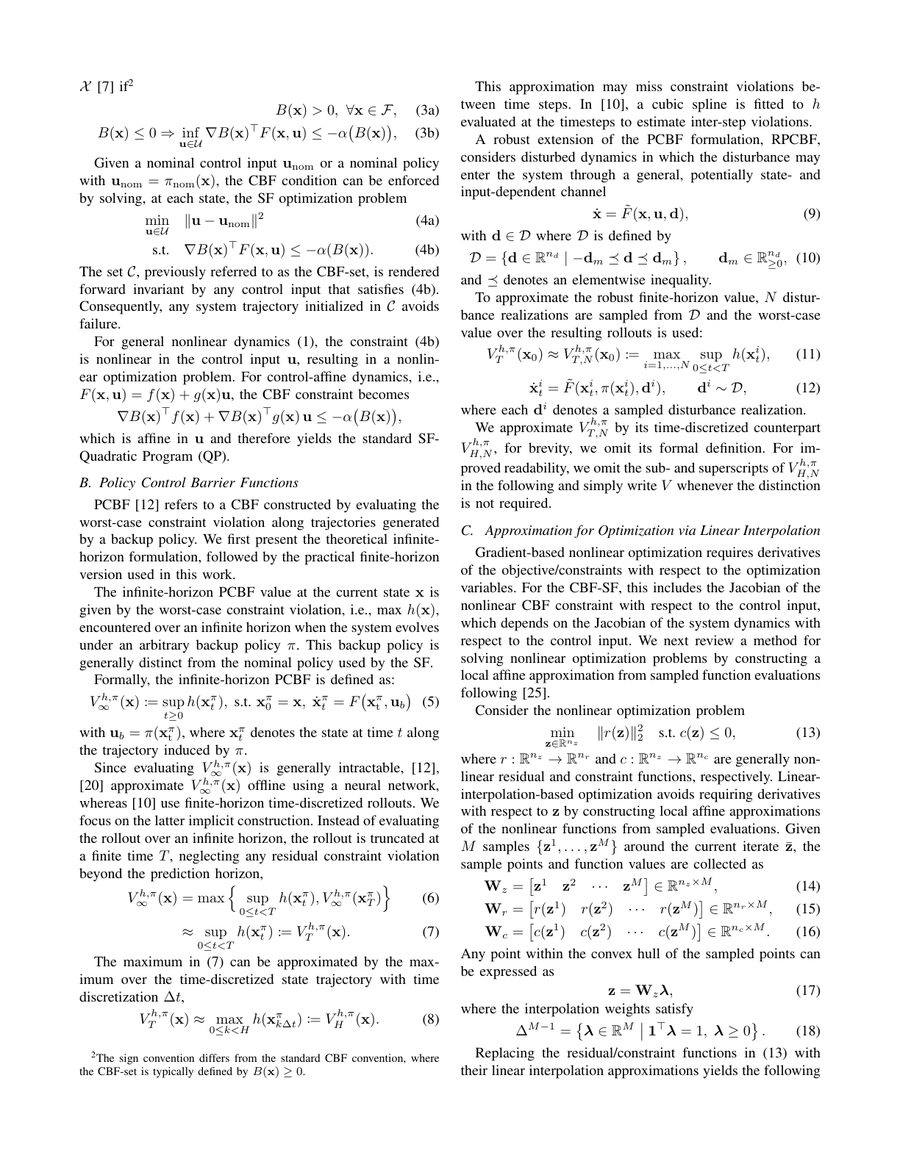 𝒳 [7] if²
B(x) > 0, ∀x ∈ ℱ, (3a)
B(x) ≤ 0 ⇒ inf_{u∈𝒰} ∇B(x)^⊤ F(x, u) ≤ −α(B(x)), (3b)
Given a nominal control input u_nom or a nominal policy
with u_nom = π_nom(x), the CBF condition can be enforced
by solving, at each state, the SF optimization problem
min_{u∈𝒰} ‖u − u_nom‖² (4a)
s.t. ∇B(x)^⊤ F(x, u) ≤ −α(B(x)). (4b)
The set 𝒞, previously referred to as the CBF-set, is rendered
forward invariant by any control input that satisfies (4b).
Consequently, any system trajectory initialized in 𝒞 avoids
failure.
For general nonlinear dynamics (1), the constraint (4b)
is nonlinear in the control input u, resulting in a nonlin-
ear optimization problem. For control-affine dynamics, i.e.,
F(x, u) = f(x) + g(x)u, the CBF constraint becomes
∇B(x)^⊤ f(x) + ∇B(x)^⊤ g(x) u ≤ −α(B(x)),
which is affine in u and therefore yields the standard SF-
Quadratic Program (QP).
B. Policy Control Barrier Functions
PCBF [12] refers to a CBF constructed by evaluating the
worst-case constraint violation along trajectories generated
by a backup policy. We first present the theoretical infinite-
horizon formulation, followed by the practical finite-horizon
version used in this work.
The infinite-horizon PCBF value at the current state x is
given by the worst-case constraint violation, i.e., max h(x),
encountered over an infinite horizon when the system evolves
under an arbitrary backup policy π. This backup policy is
generally distinct from the nominal policy used by the SF.
Formally, the infinite-horizon PCBF is defined as:
V_∞^{h,π}(x) := sup_{t≥0} h(x_t^π), s.t. x_0^π = x, ẋ_t^π = F(x_t^π, u_b) (5)
with u_b = π(x_t^π), where x_t^π denotes the state at time t along
the trajectory induced by π.
Since evaluating V_∞^{h,π}(x) is generally intractable, [12],
[20] approximate V_∞^{h,π}(x) offline using a neural network,
whereas [10] use finite-horizon time-discretized rollouts. We
focus on the latter implicit construction. Instead of evaluating
the rollout over an infinite horizon, the rollout is truncated at
a finite time T, neglecting any residual constraint violation
beyond the prediction horizon,
V_∞^{h,π}(x) = max { sup_{0≤t<T} h(x_t^π), V_∞^{h,π}(x_T^π) } (6)
≈ sup_{0≤t<T} h(x_t^π) := V_T^{h,π}(x). (7)
The maximum in (7) can be approximated by the max-
imum over the time-discretized state trajectory with time
discretization Δt,
V_T^{h,π}(x) ≈ max_{0≤k<H} h(x_{kΔt}^π) := V_H^{h,π}(x). (8)
²The sign convention differs from the standard CBF convention, where
the CBF-set is typically defined by B(x) ≥ 0.
This approximation may miss constraint violations be-
tween time steps. In [10], a cubic spline is fitted to h
evaluated at the timesteps to estimate inter-step violations.
A robust extension of the PCBF formulation, RPCBF,
considers disturbed dynamics in which the disturbance may
enter the system through a general, potentially state- and
input-dependent channel
ẋ = F̃(x, u, d), (9)
with d ∈ 𝒟 where 𝒟 is defined by
𝒟 = {d ∈ ℝ^{n_d} | −d_m ⪯ d ⪯ d_m}, d_m ∈ ℝ_{≥0}^{n_d}, (10)
and ⪯ denotes an elementwise inequality.
To approximate the robust finite-horizon value, N distur-
bance realizations are sampled from 𝒟 and the worst-case
value over the resulting rollouts is used:
V_T^{h,π}(x_0) ≈ V_{T,N}^{h,π}(x_0) := max_{i=1,...,N} sup_{0≤t<T} h(x_t^i), (11)
ẋ_t^i = F̃(x_t^i, π(x_t^i), d^i), d^i ∼ 𝒟, (12)
where each d^i denotes a sampled disturbance realization.
We approximate V_{T,N}^{h,π} by its time-discretized counterpart
V_{H,N}^{h,π}, for brevity, we omit its formal definition. For im-
proved readability, we omit the sub- and superscripts of V_{H,N}^{h,π}
in the following and simply write V whenever the distinction
is not required.
C. Approximation for Optimization via Linear Interpolation
Gradient-based nonlinear optimization requires derivatives
of the objective/constraints with respect to the optimization
variables. For the CBF-SF, this includes the Jacobian of the
nonlinear CBF constraint with respect to the control input,
which depends on the Jacobian of the system dynamics with
respect to the control input. We next review a method for
solving nonlinear optimization problems by constructing a
local affine approximation from sampled function evaluations
following [25].
Consider the nonlinear optimization problem
min_{z∈ℝ^{n_z}} ‖r(z)‖_2^2 s.t. c(z) ≤ 0, (13)
where r : ℝ^{n_z} → ℝ^{n_r} and c : ℝ^{n_z} → ℝ^{n_c} are generally non-
linear residual and constraint functions, respectively. Linear-
interpolation-based optimization avoids requiring derivatives
with respect to z by constructing local affine approximations
of the nonlinear functions from sampled evaluations. Given
M samples {z^1, . . . , z^M} around the current iterate z̄, the
sample points and function values are collected as
W_z = [z^1 z^2 ⋯ z^M] ∈ ℝ^{n_z×M}, (14)
W_r = [r(z^1) r(z^2) ⋯ r(z^M)] ∈ ℝ^{n_r×M}, (15)
W_c = [c(z^1) c(z^2) ⋯ c(z^M)] ∈ ℝ^{n_c×M}. (16)
Any point within the convex hull of the sampled points can
be expressed as
z = W_z λ, (17)
where the interpolation weights satisfy
Δ^{M−1} = {λ ∈ ℝ^M | 1^⊤ λ = 1, λ ≥ 0}. (18)
Replacing the residual/constraint functions in (13) with
their linear interpolation approximations yields the following